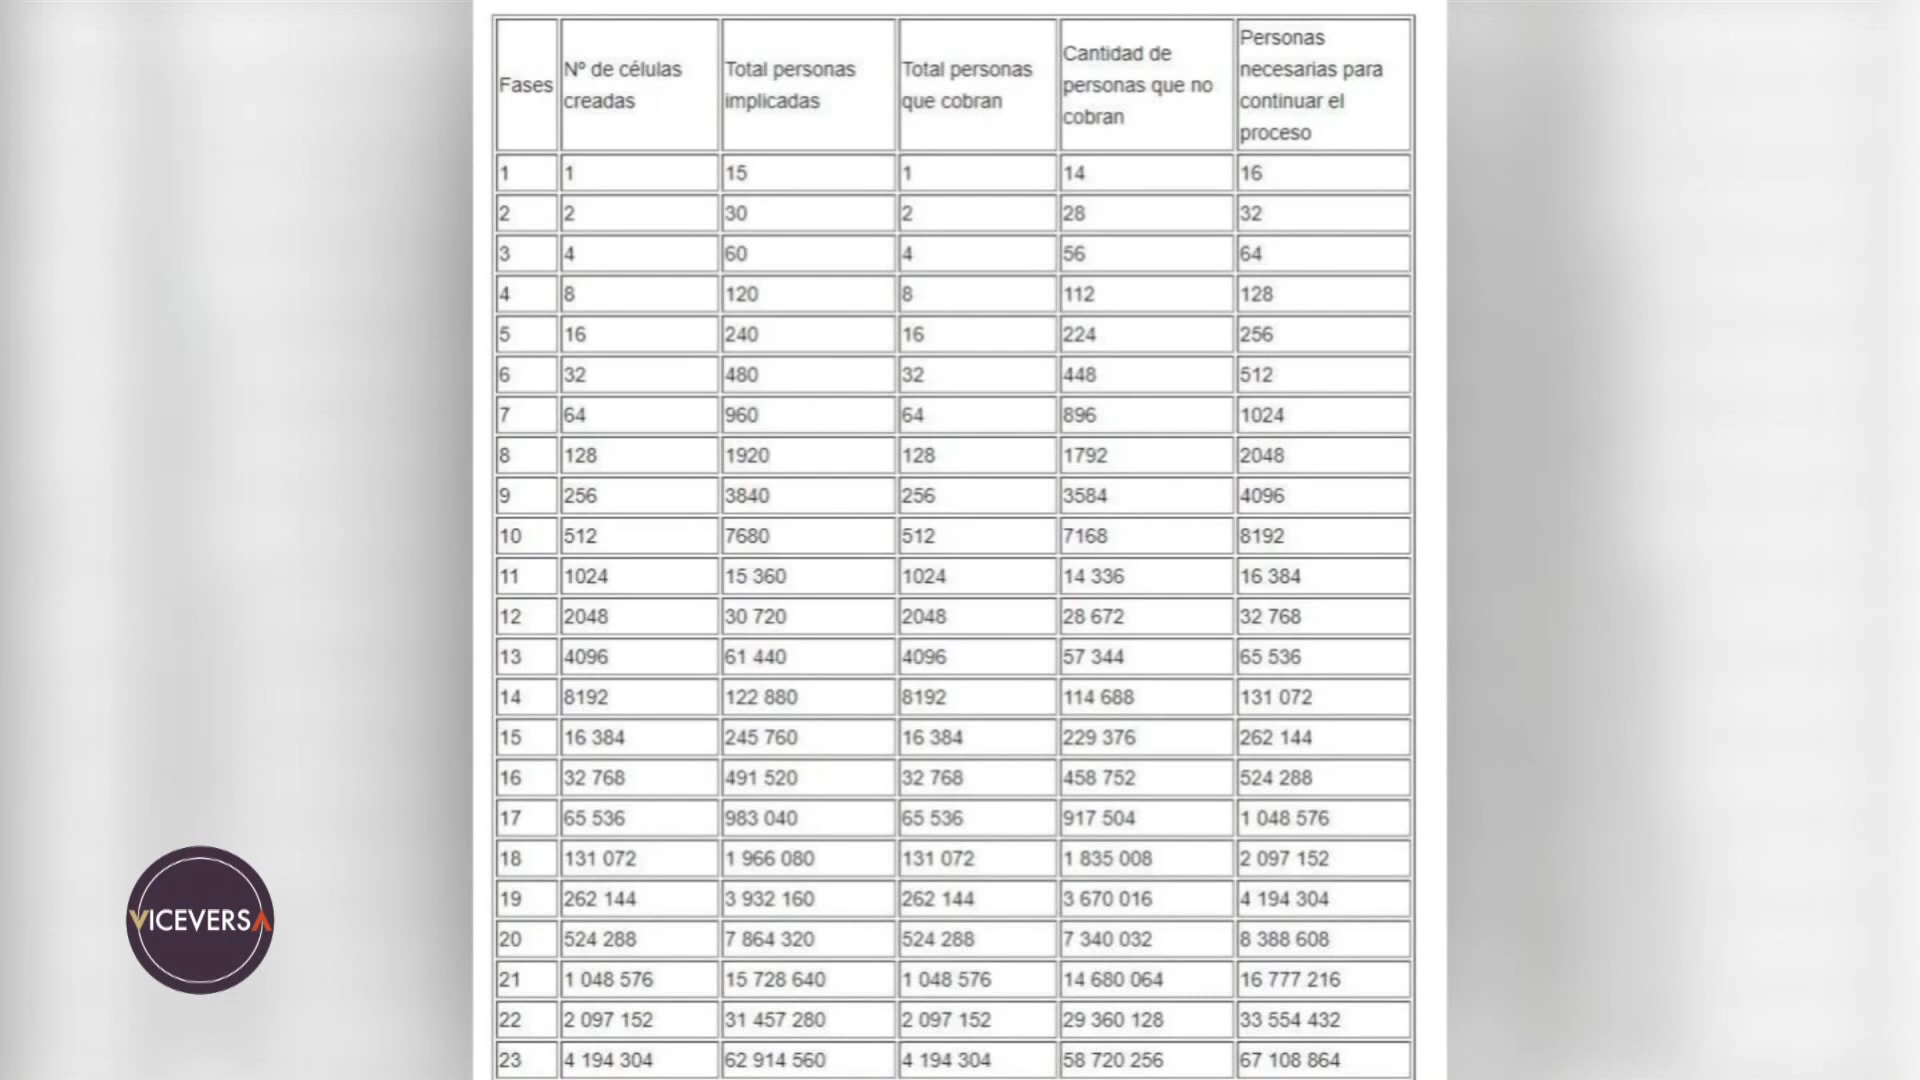 Fases Nº de células creadas Total personas implicadas Total personas que cobran Cantidad de personas que no cobran Personas necesarias para continuar el proceso
1 1 15 1 14 16
2 2 30 2 28 32
3 4 60 4 56 64
4 8 120 8 112 128
5 16 240 16 224 256
6 32 480 32 448 512
7 64 960 64 896 1024
8 128 1920 128 1792 2048
9 256 3840 256 3584 4096
10 512 7680 512 7168 8192
11 1024 15 360 1024 14 336 16 384
12 2048 30 720 2048 28 672 32 768
13 4096 61 440 4096 57 344 65 536
14 8192 122 880 8192 114 688 131 072
15 16 384 245 760 16 384 229 376 262 144
16 32 768 491 520 32 768 458 752 524 288
17 65 536 983 040 65 536 917 504 1 048 576
18 131 072 1 966 080 131 072 1 835 008 2 097 152
19 262 144 3 932 160 262 144 3 670 016 4 194 304
20 524 288 7 864 320 524 288 7 340 032 8 388 608
21 1 048 576 15 728 640 1 048 576 14 680 064 16 777 216
22 2 097 152 31 457 280 2 097 152 29 360 128 33 554 432
23 4 194 304 62 914 560 4 194 304 58 720 256 67 108 864
VICEVERSA